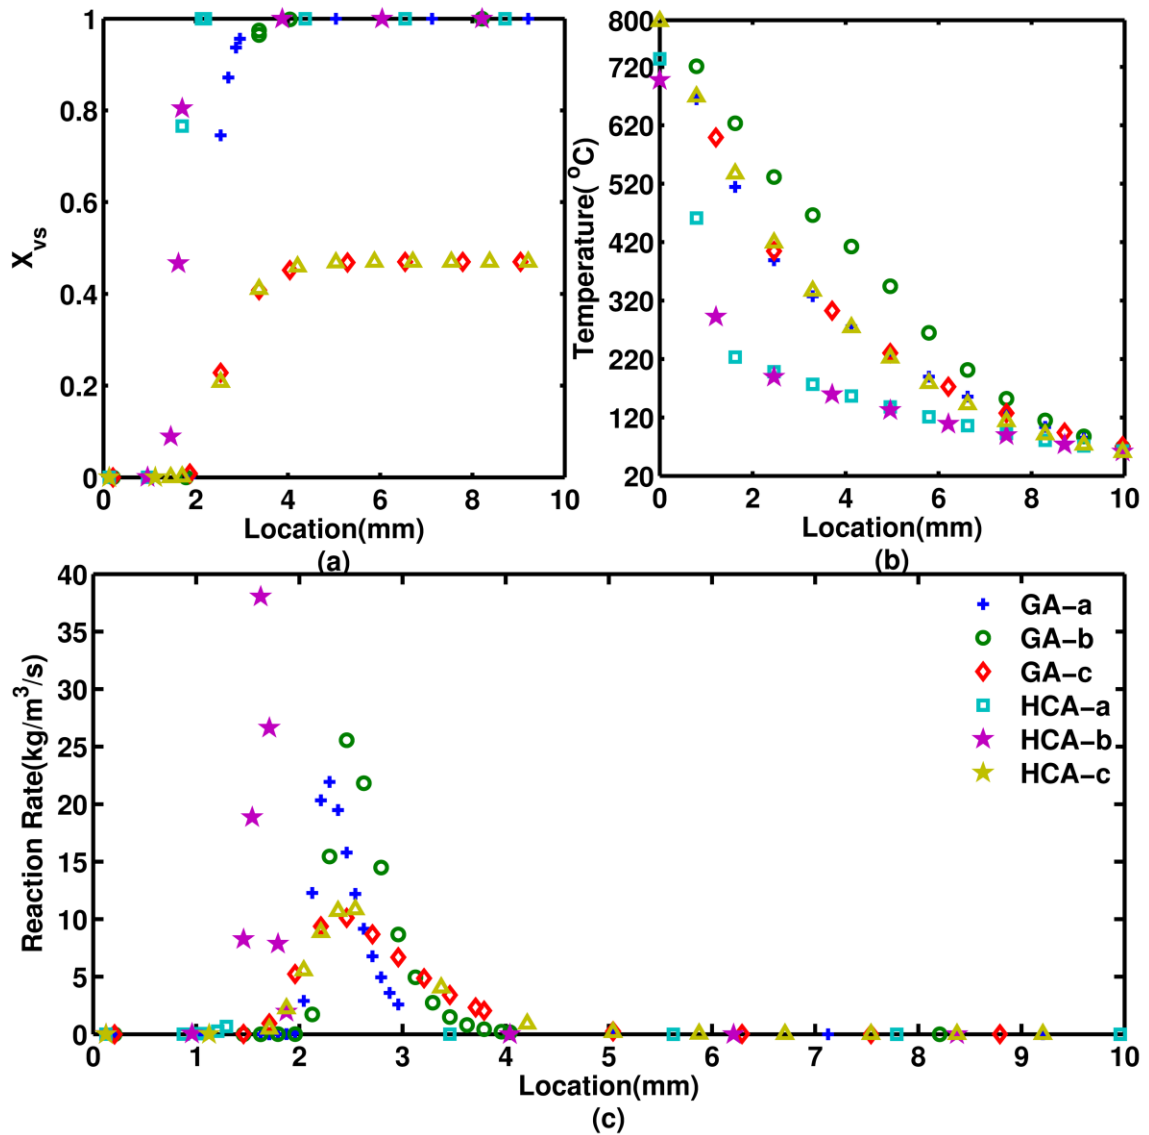 1
0.8
0.6
0.4
0.2
0
0 2 4 6 8 10
X_vs
Location(mm)
(a)
800
720
620
520
420
320
220
120
20
0 2 4 6 8 10
Temperature( °C)
Location(mm)
(b)
40
35
30
25
20
15
10
5
0
0 1 2 3 4 5 6 7 8 9 10
Reaction Rate(kg/m³/s)
GA−a
GA−b
GA−c
HCA−a
HCA−b
HCA−c
Location(mm)
(c)